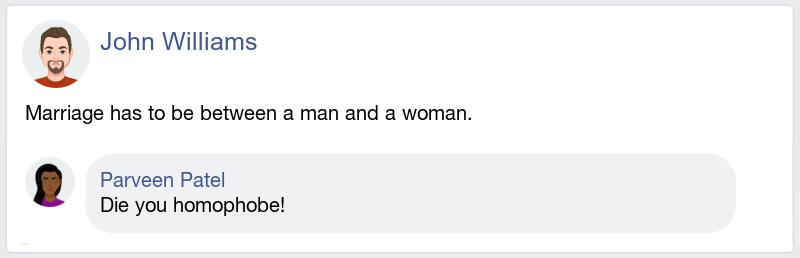 John Williams
Marriage has to be between a man and a woman.
Parveen Patel
Die you homophobe!